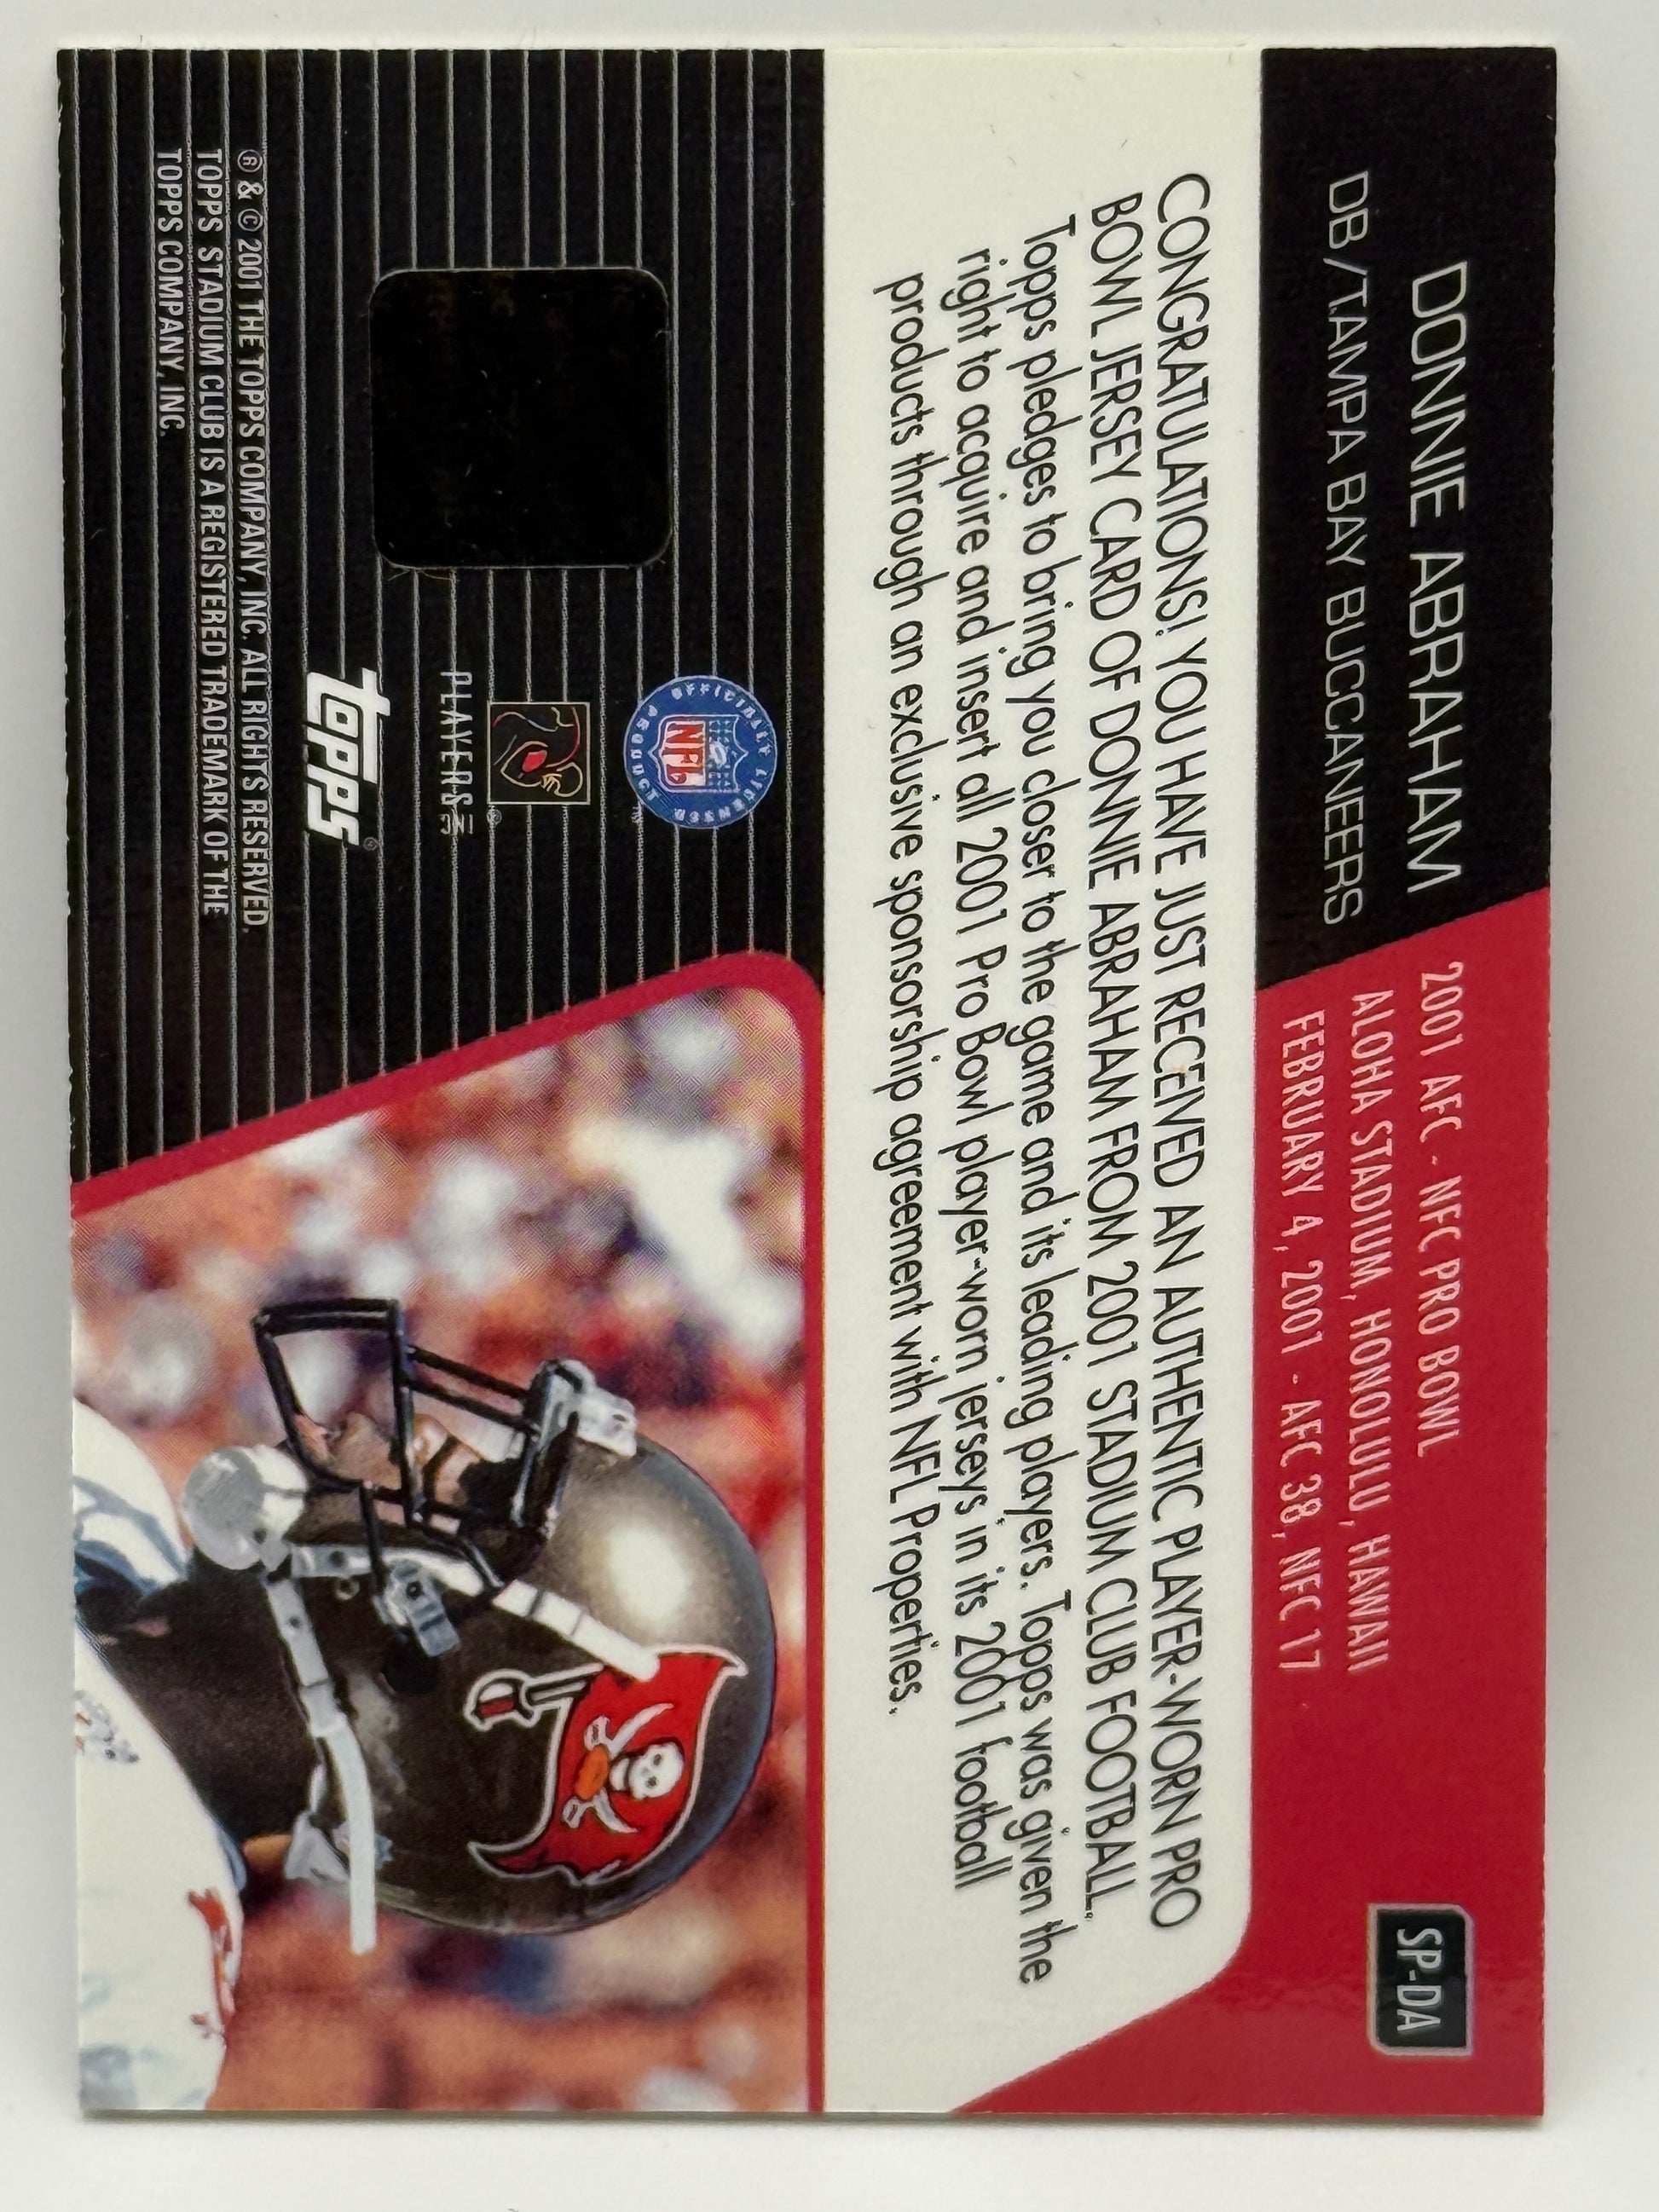 DONNIE ABRAHAM
DB / TAMPA BAY BUCCANEERS
2001 AFC - NFC PRO BOWL
ALOHA STADIUM, HONOLULU, HAWAII
FEBRUARY 4, 2001 - AFC 38, NFC 17
SP-DA
CONGRATULATIONS! YOU HAVE JUST RECEIVED AN AUTHENTIC PLAYER-WORN PRO
BOWL JERSEY CARD OF DONNIE ABRAHAM FROM 2001 STADIUM CLUB FOOTBALL.
Topps pledges to bring you closer to the game and its leading players. Topps was given the
right to acquire and insert all 2001 Pro Bowl player-worn jerseys in its 2001 football
products through an exclusive sponsorship agreement with NFL Properties.
OFFICIALLY LICENSED PRODUCT
NFL
PLAYERS INC
Topps
® & © 2001 THE TOPPS COMPANY, INC. ALL RIGHTS RESERVED.
TOPPS STADIUM CLUB IS A REGISTERED TRADEMARK OF THE
TOPPS COMPANY, INC.